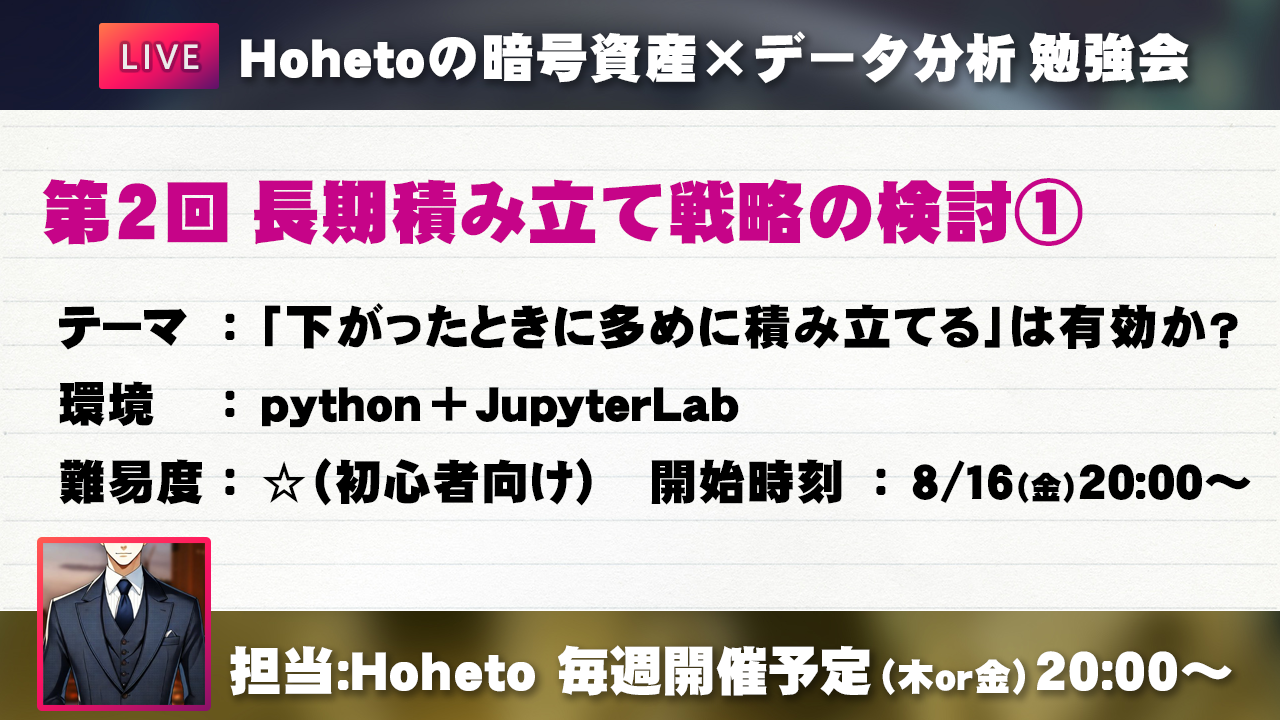 LIVE Hohetoの暗号資産×データ分析 勉強会
第2回 長期積み立て戦略の検討①
テーマ ：「下がったときに多めに積み立てる」は有効か？
環境 ： python＋JupyterLab
難易度： ☆（初心者向け） 開始時刻 ： 8/16（金）20:00～
担当:Hoheto 毎週開催予定（木or金）20:00～